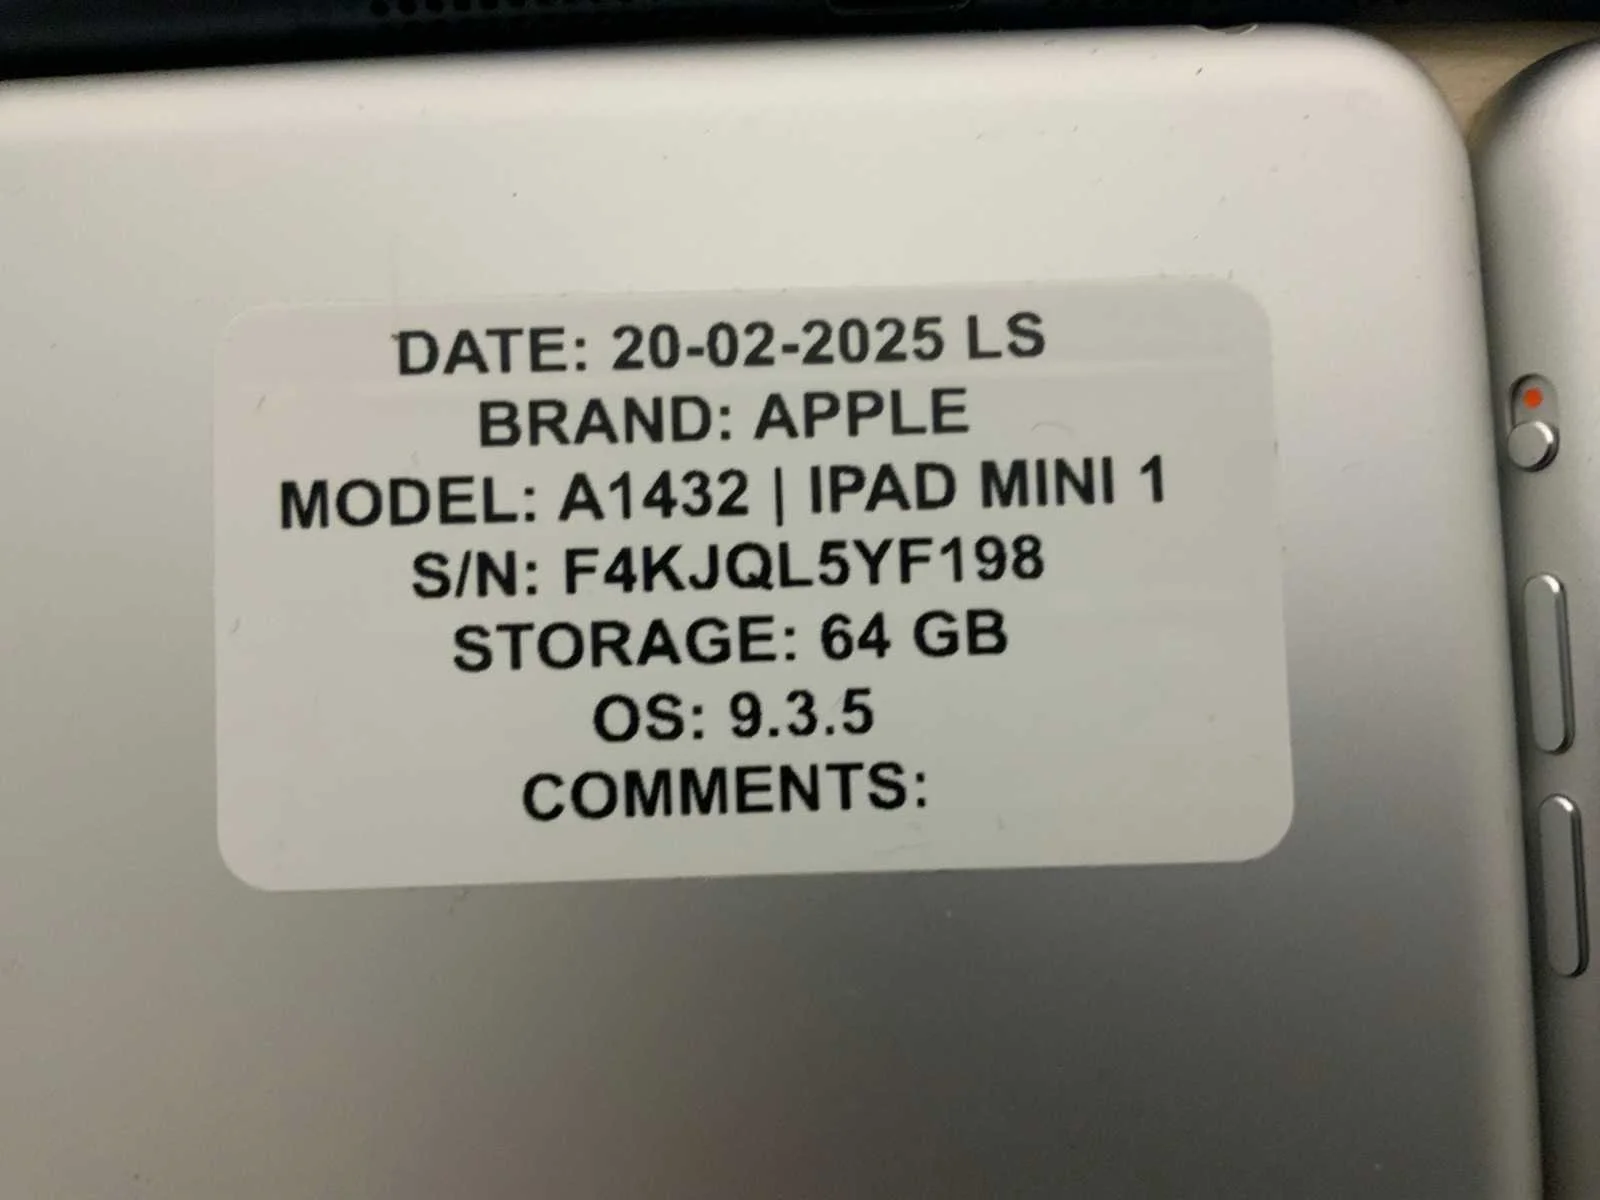 DATE: 20-02-2025 LS
BRAND: APPLE
MODEL: A1432 | IPAD MINI 1
S/N: F4KJQL5YF198
STORAGE: 64 GB
OS: 9.3.5
COMMENTS: